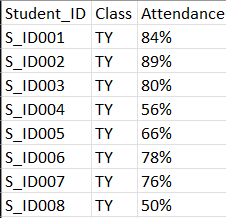 Student_ID Class Attendance
S_ID001 TY 84%
S_ID002 TY 89%
S_ID003 TY 80%
S_ID004 TY 56%
S_ID005 TY 66%
S_ID006 TY 78%
S_ID007 TY 76%
S_ID008 TY 50%